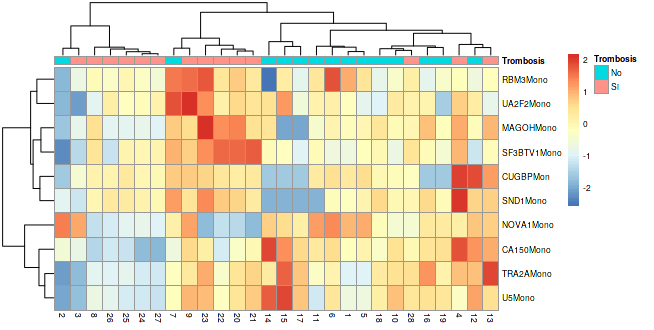 Trombosis
RBM3Mono
UA2F2Mono
MAGOHMono
SF3BTV1Mono
CUGBPMon
SND1Mono
NOVA1Mono
CA150Mono
TRA2AMono
U5Mono
2 3 8 26 25 24 27 7 9 23 22 20 21 14 15 17 11 6 1 5 18 10 28 16 19 4 12 13
2
1
0
-1
-2
Trombosis
No
SI